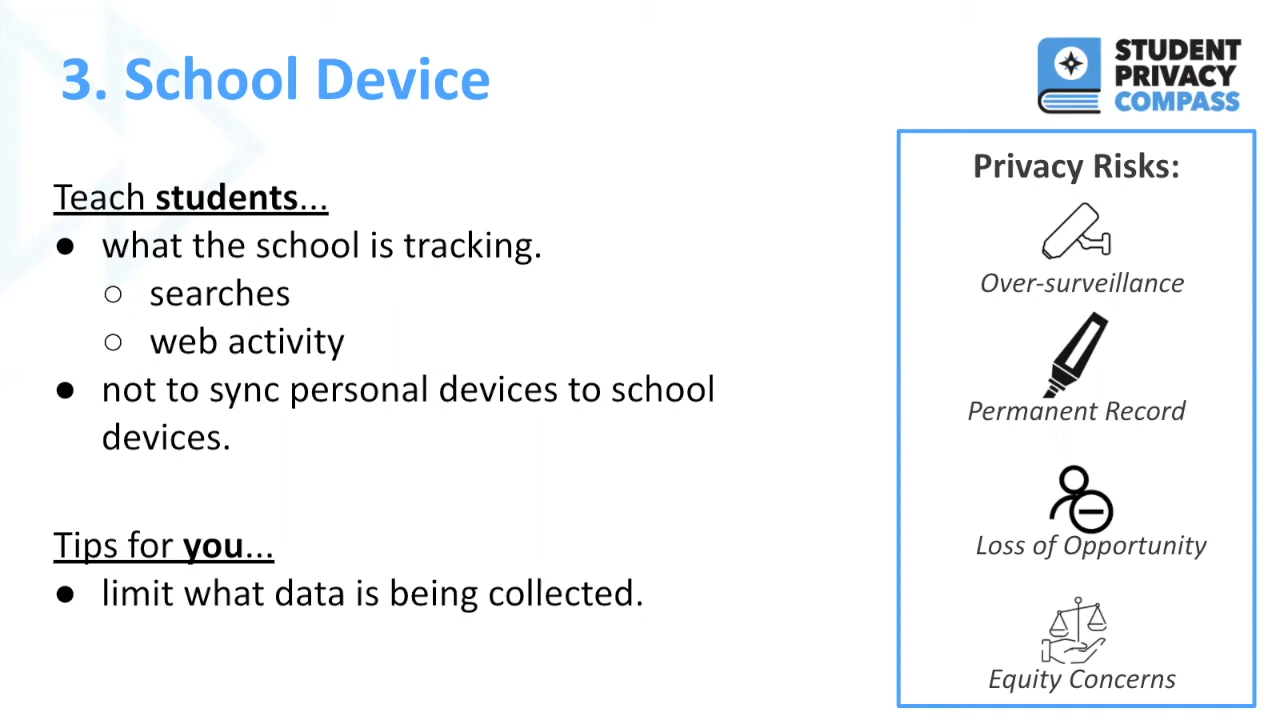 3. School Device
STUDENT
PRIVACY
COMPASS
Teach students...
● what the school is tracking.
○ searches
○ web activity
● not to sync personal devices to school
devices.
Tips for you...
● limit what data is being collected.
Privacy Risks:
Over-surveillance
Permanent Record
Loss of Opportunity
Equity Concerns